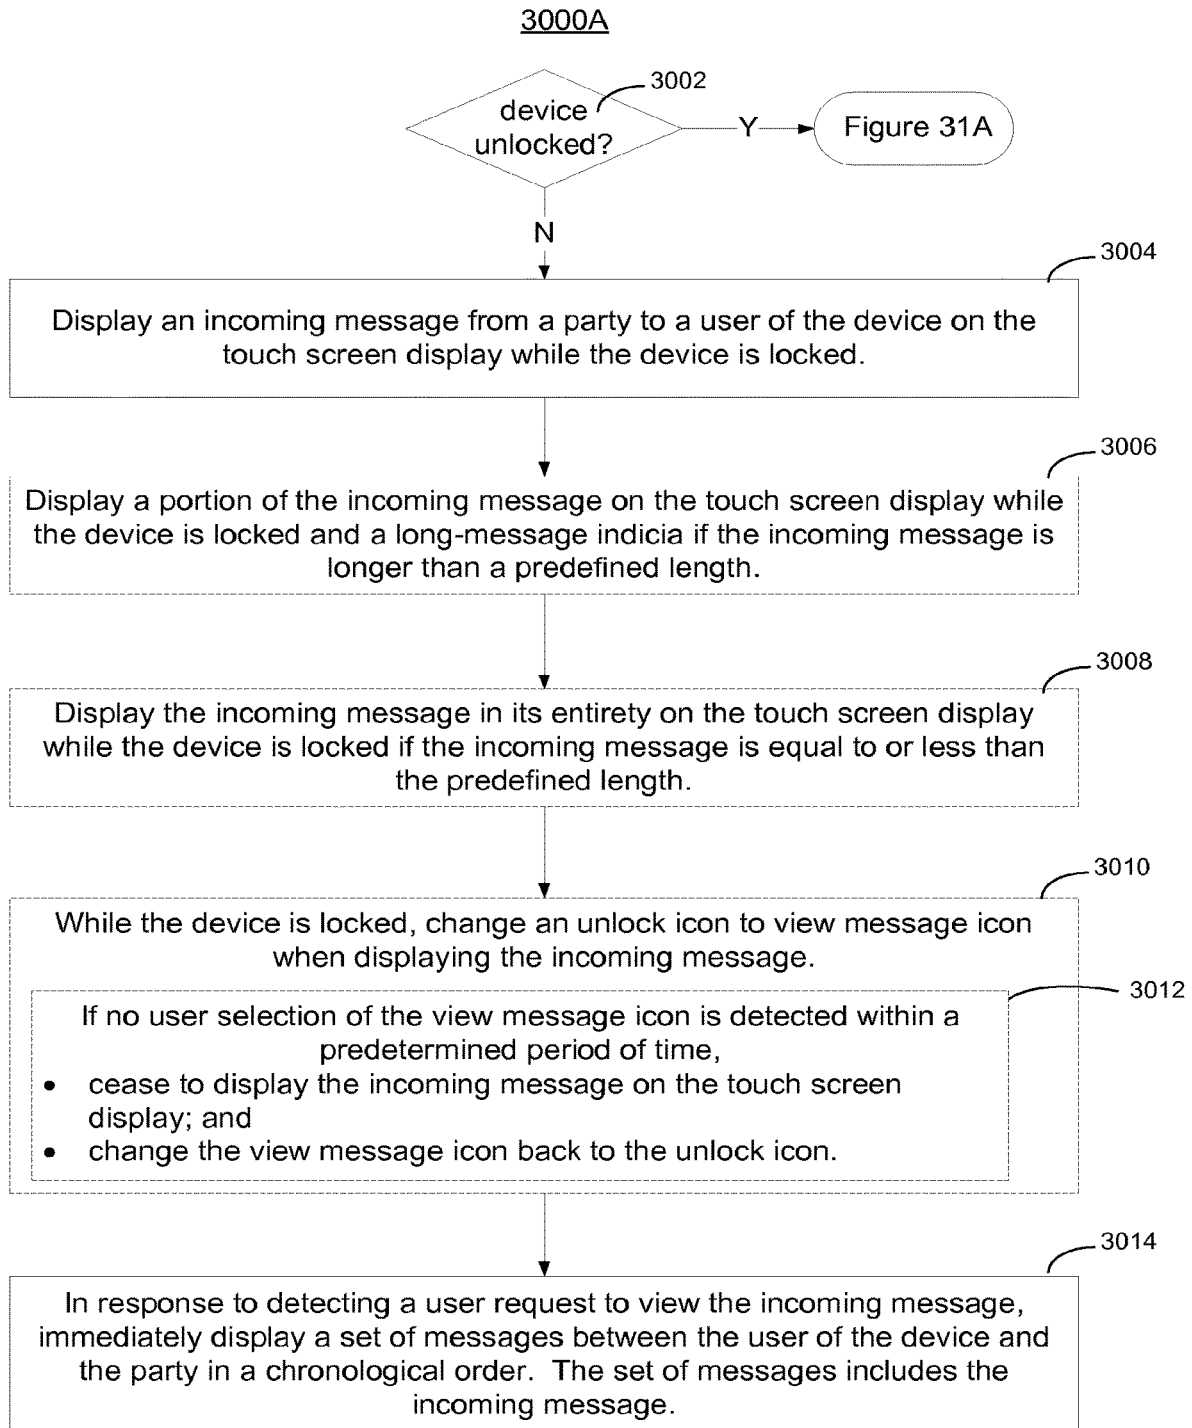 3000A
3002
device
unlocked?
Y
Figure 31A
N
3004
Display an incoming message from a party to a user of the device on the
touch screen display while the device is locked.
3006
Display a portion of the incoming message on the touch screen display while
the device is locked and a long-message indicia if the incoming message is
longer than a predefined length.
3008
Display the incoming message in its entirety on the touch screen display
while the device is locked if the incoming message is equal to or less than
the predefined length.
3010
While the device is locked, change an unlock icon to view message icon
when displaying the incoming message.
3012
If no user selection of the view message icon is detected within a
predetermined period of time,
• cease to display the incoming message on the touch screen
display; and
• change the view message icon back to the unlock icon.
3014
In response to detecting a user request to view the incoming message,
immediately display a set of messages between the user of the device and
the party in a chronological order.  The set of messages includes the
incoming message.